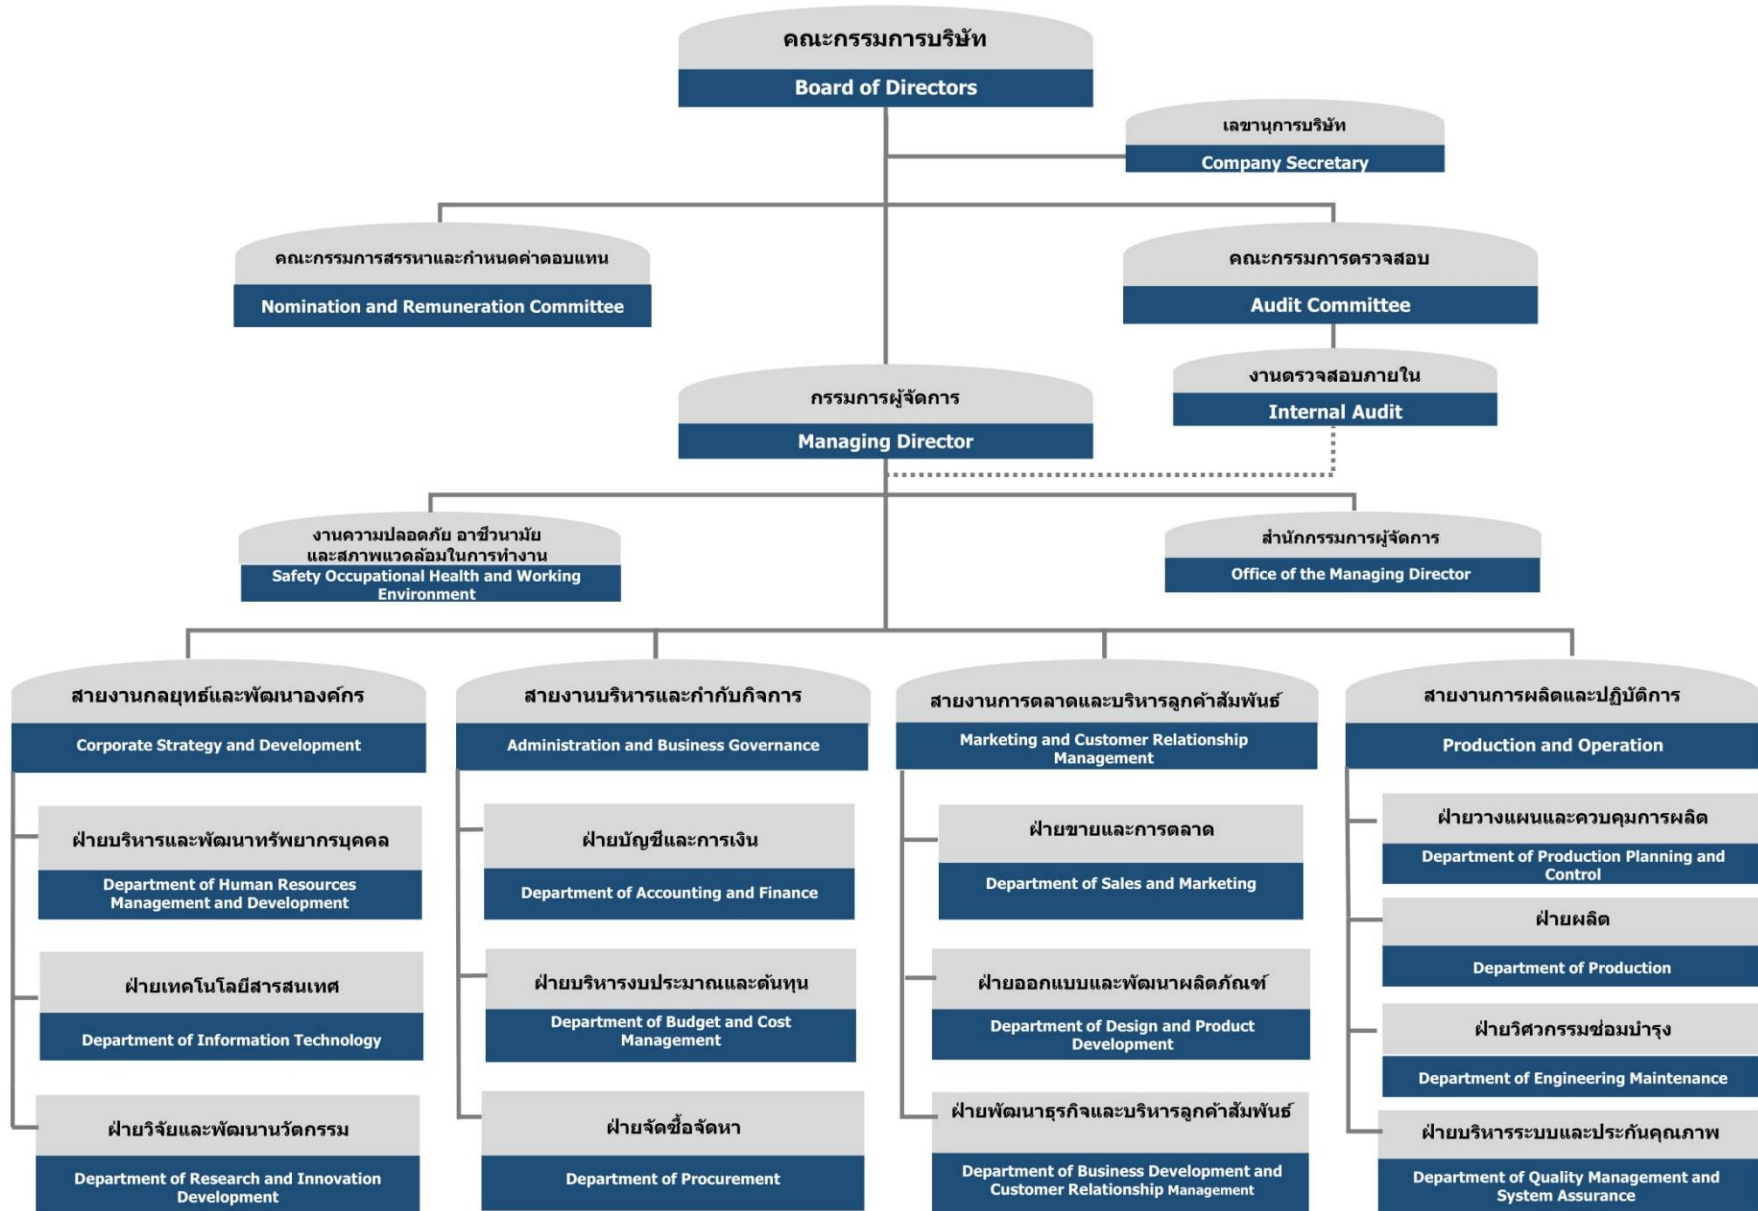 คณะกรรมการบริษัท
Board of Directors
เลขานุการบริษัท
Company Secretary
คณะกรรมการสรรหาและกำหนดค่าตอบแทน
Nomination and Remuneration Committee
คณะกรรมการตรวจสอบ
Audit Committee
งานตรวจสอบภายใน
Internal Audit
กรรมการผู้จัดการ
Managing Director
งานความปลอดภัย อาชีวนามัย
และสภาพแวดล้อมในการทำงาน
Safety Occupational Health and Working
Environment
สำนักกรรมการผู้จัดการ
Office of the Managing Director
สายงานกลยุทธ์และพัฒนาองค์กร
Corporate Strategy and Development
ฝ่ายบริหารและพัฒนาทรัพยากรบุคคล
Department of Human Resources
Management and Development
ฝ่ายเทคโนโลยีสารสนเทศ
Department of Information Technology
ฝ่ายวิจัยและพัฒนานวัตกรรม
Department of Research and Innovation
Development
สายงานบริหารและกำกับกิจการ
Administration and Business Governance
ฝ่ายบัญชีและการเงิน
Department of Accounting and Finance
ฝ่ายบริหารงบประมาณและต้นทุน
Department of Budget and Cost
Management
ฝ่ายจัดซื้อจัดหา
Department of Procurement
สายงานการตลาดและบริหารลูกค้าสัมพันธ์
Marketing and Customer Relationship
Management
ฝ่ายขายและการตลาด
Department of Sales and Marketing
ฝ่ายออกแบบและพัฒนาผลิตภัณฑ์
Department of Design and Product
Development
ฝ่ายพัฒนาธุรกิจและบริหารลูกค้าสัมพันธ์
Department of Business Development and
Customer Relationship Management
สายงานการผลิตและปฏิบัติการ
Production and Operation
ฝ่ายวางแผนและควบคุมการผลิต
Department of Production Planning and
Control
ฝ่ายผลิต
Department of Production
ฝ่ายวิศวกรรมซ่อมบำรุง
Department of Engineering Maintenance
ฝ่ายบริหารระบบและประกันคุณภาพ
Department of Quality Management and
System Assurance